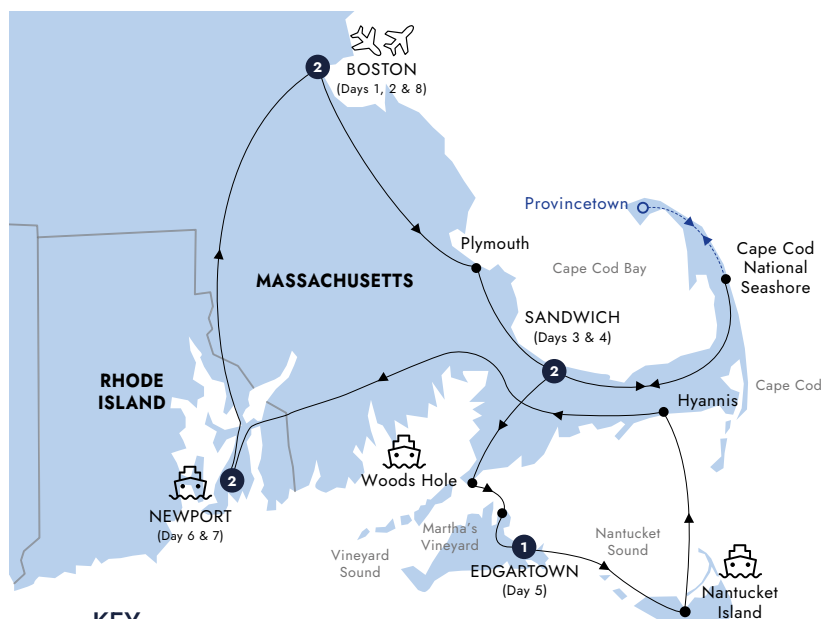 2
BOSTON
(Days 1, 2 & 8)
Provincetown
Plymouth
Cape Cod
National
Seashore
Cape Cod Bay
MASSACHUSETTS
SANDWICH
(Days 3 & 4)
2
RHODE
ISLAND
Cape Cod
Hyannis
Woods Hole
2
NEWPORT
(Day 6 & 7)
Martha's
Vineyard
Nantucket
Sound
Vineyard
Sound
1
EDGARTOWN
(Day 5)
Nantucket
Island
KEY